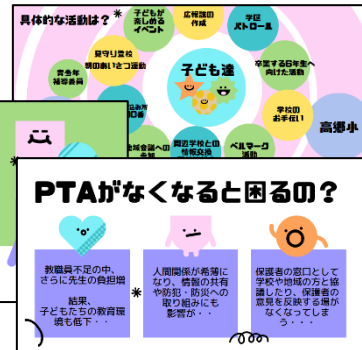 具体的な活動は？
子どもが
楽しめる
イベント
広報誌の
作成
学区
パトロール
見守り登校
朝のあいさつ運動
卒業する6年生へ
向けた活動
青少年
補導委員
子ども達
学校の
お手伝い
高郷小
ベルマーク
活動
周辺学校との
情報交換
地域会議への
PTAがなくなると困るの？
教職員不足の中、
さらに先生の負担増
結果、
子どもたちの教育環
境も低下・・
人間関係が希薄に
なり、情報の共有
や防犯・防災への
取り組みにも
影響が・・
保護者の窓口として
学校や地域の方と協
議したり、保護者の
意見を反映する場が
なくなってしま
う・・・